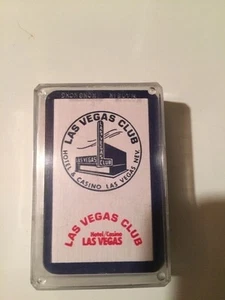 LAS VEGAS CLUB
LAS VEGAS CLUB
HOTEL & CASINO LAS VEGAS NEV.
LAS VEGAS CLUB
Hotel/Casino
LAS VEGAS